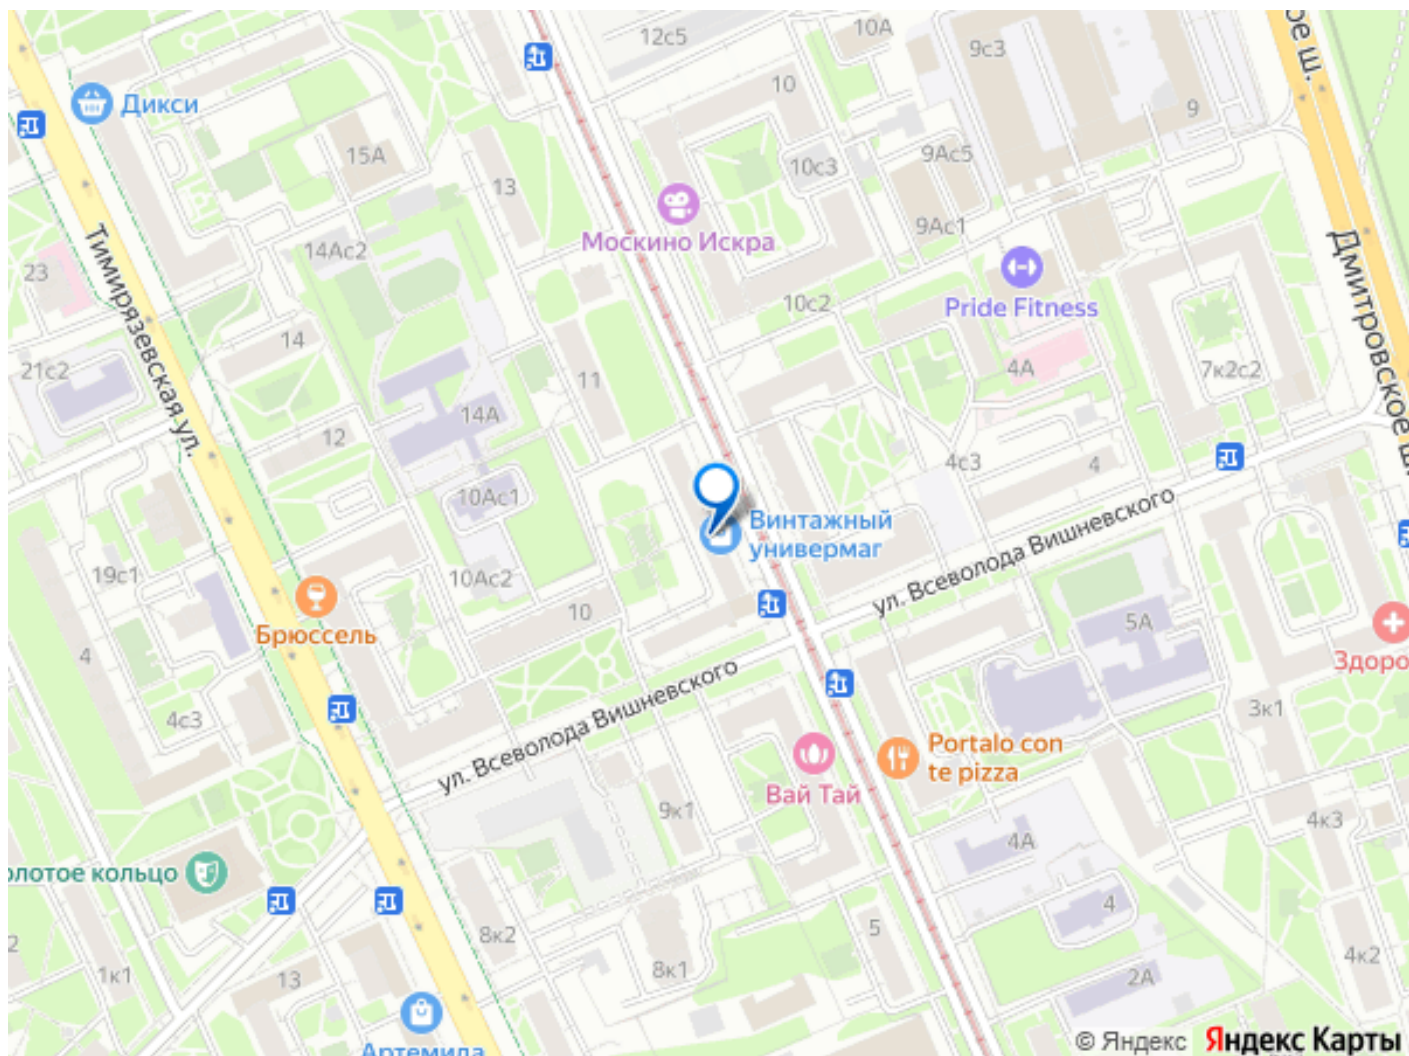 12с5
10А
9с3
ое ш.
Дикси
10
9
15А
10с3
9Ас5
13
Москино Искра
9Ас1
14Ас2
23
Тимирязевская ул.
Pride Fitness
10с2
Дмитровское ш.
14
21с2
4А
7к2с2
11
14А
12
4с3
4
10Ас1
Винтажный
универмаг
ул. Всеволода Вишневского
19с1
10Ас2
10
Брюссель
5А
4
Здоро
ул. Всеволода Вишневского
4с3
3к1
Portalo con
te pizza
Вай Тай
9к1
4к3
4А
олотое кольцо
4
5
8к2
2
1к1
13
8к1
2А
4к2
Артемида
© Яндекс Яндекс Карты